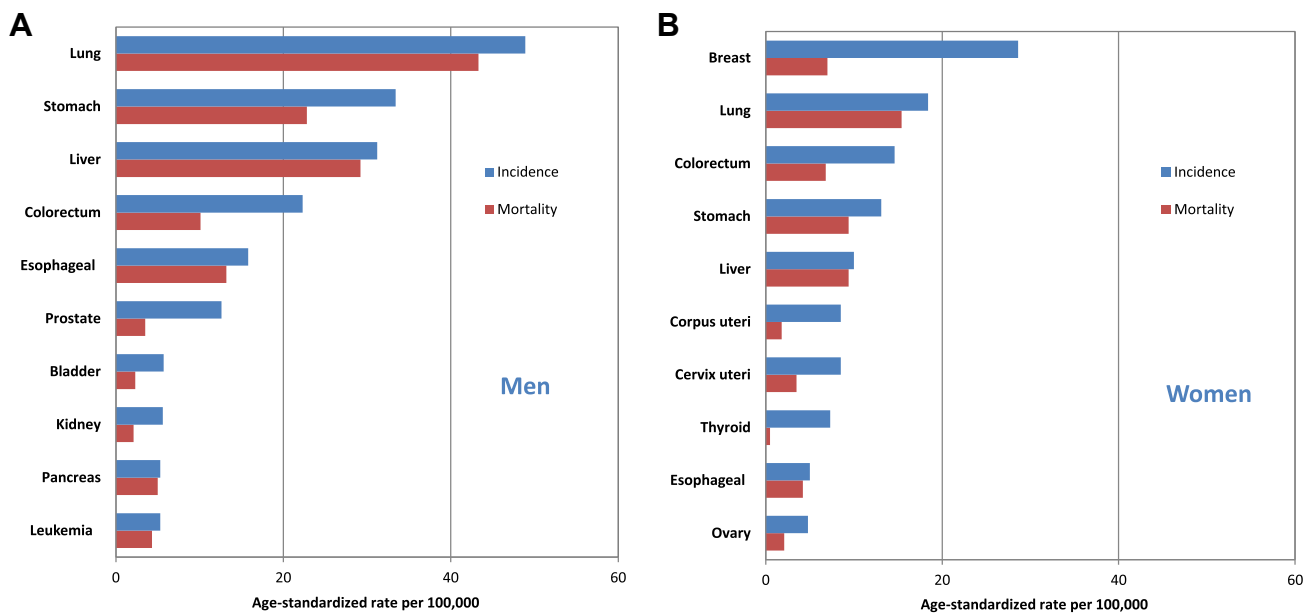 A
Lung
Stomach
Liver
Colorectum
Esophageal
Prostate
Bladder
Kidney
Pancreas
Leukemia
Incidence
Mortality
Men
0 20 40 60
Age-standardized rate per 100,000
B
Breast
Lung
Colorectum
Stomach
Liver
Corpus uteri
Cervix uteri
Thyroid
Esophageal
Ovary
Incidence
Mortality
Women
0 20 40 60
Age-standardized rate per 100,000